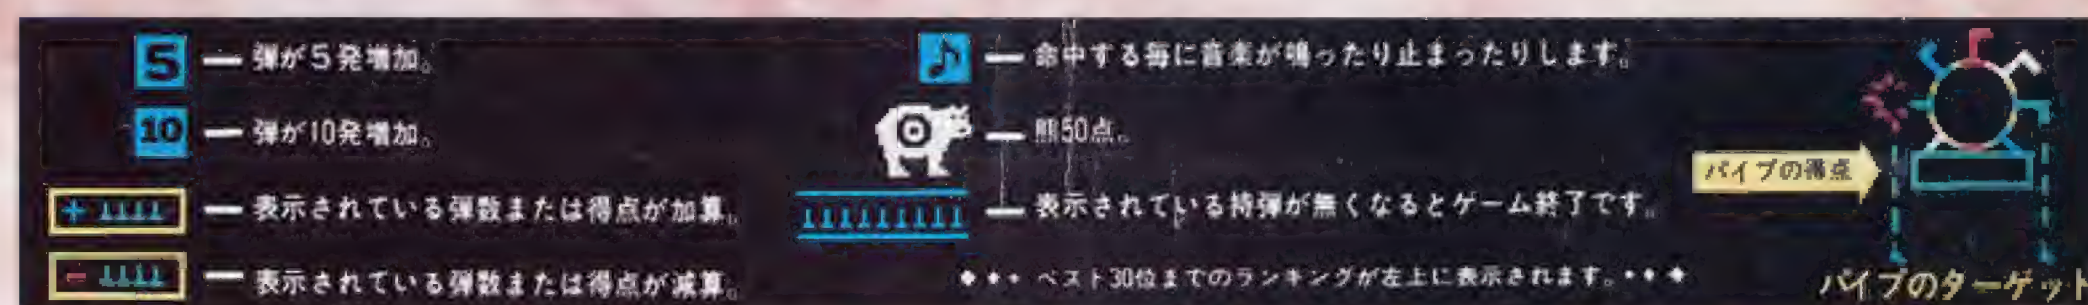 5 — 弾が5発増加。
10 — 弾が10発増加。
+ — 表示されている弾数または得点が加算。
- — 表示されている弾数または得点が減算。
♪ — 命中する毎に音楽が鳴ったり止まったりします。
— 熊50点。
— 表示されている持弾が無くなるとゲーム終了です。
◆◆◆ ベスト30位までのランキングが左上に表示されます。◆◆◆
パイプの得点
パイプのターゲット